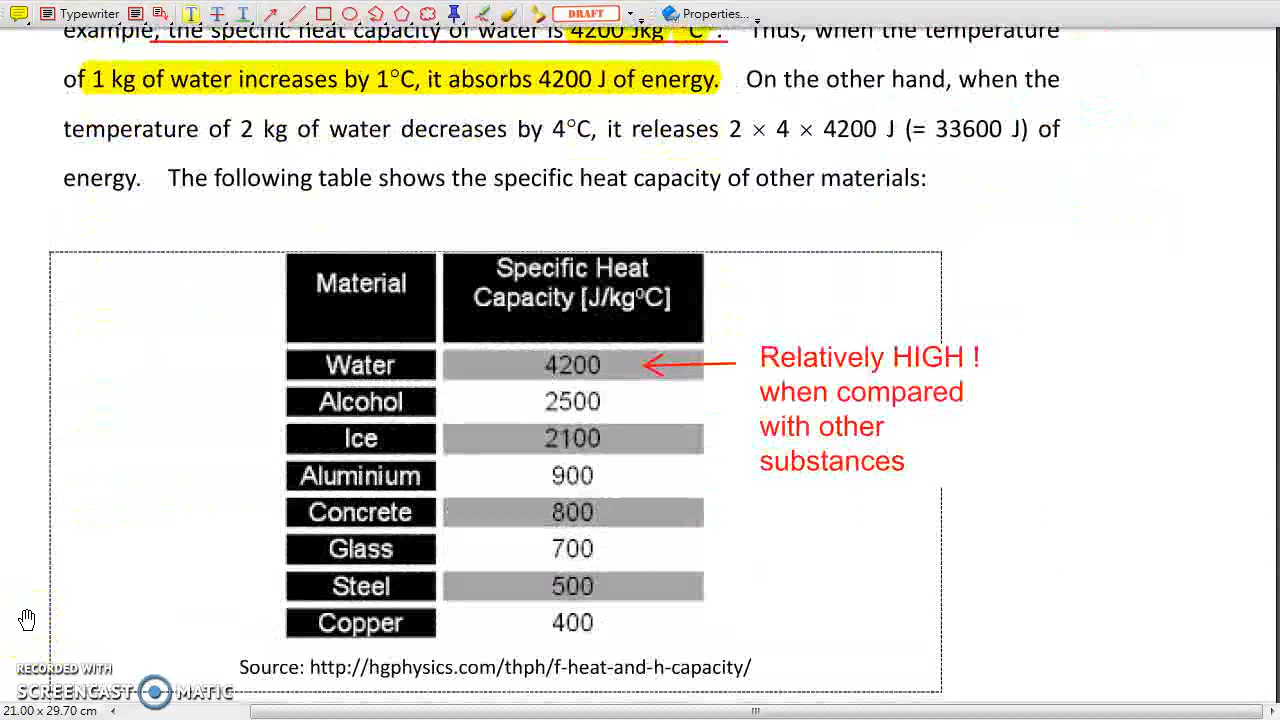 Typewriter
DRAFT
Properties...
example, the specific heat capacity of water is 4200 Jkg⁻¹°C⁻¹. Thus, when the temperature
of 1 kg of water increases by 1°C, it absorbs 4200 J of energy. On the other hand, when the
temperature of 2 kg of water decreases by 4°C, it releases 2 × 4 × 4200 J (= 33600 J) of
energy. The following table shows the specific heat capacity of other materials:
Material
Specific Heat
Capacity [J/kg⁰C]
Water 4200
Alcohol 2500
Ice 2100
Aluminium 900
Concrete 800
Glass 700
Steel 500
Copper 400
Relatively HIGH !
when compared
with other
substances
Source: http://hgphysics.com/thph/f-heat-and-h-capacity/
RECORDED WITH
SCREENCAST MATIC
21.00 x 29.70 cm